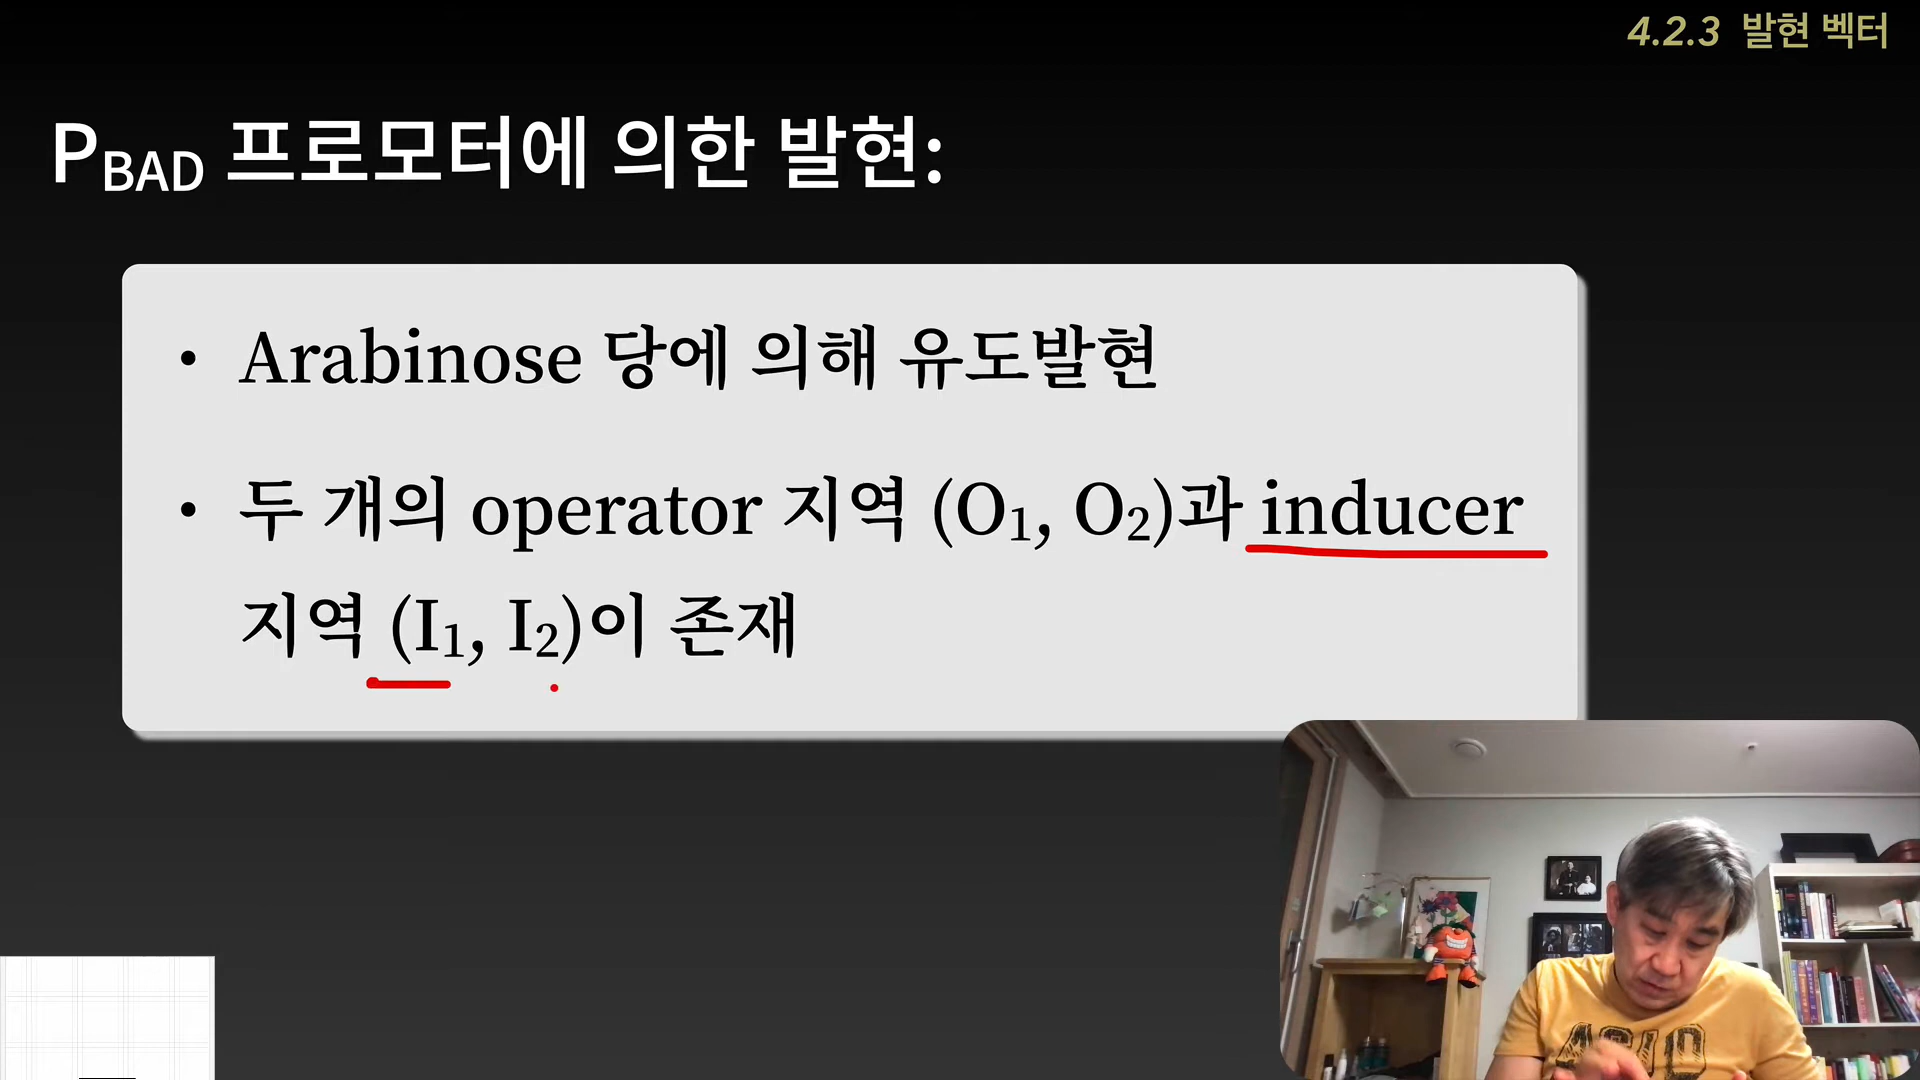 4.2.3 발현 벡터
PBAD 프로모터에 의한 발현:
• Arabinose 당에 의해 유도발현
• 두 개의 operator 지역 (O1, O2)과 inducer
지역 (I1, I2)이 존재